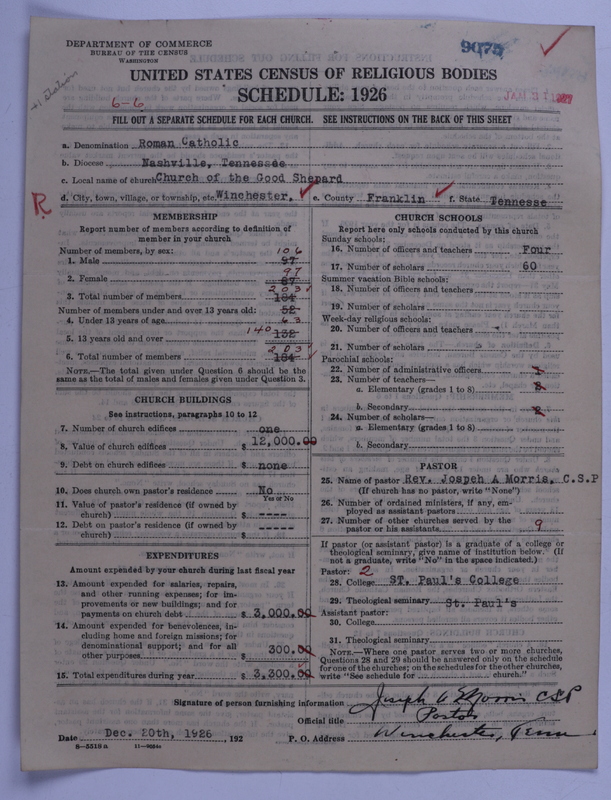 DEPARTMENT OF COMMERCE
BUREAU OF THE CENSUS
WASHINGTON
9075
+1 station
UNITED STATES CENSUS OF RELIGIOUS BODIES
SCHEDULE: 1926
6-6
FILL OUT A SEPARATE SCHEDULE FOR EACH CHURCH. SEE INSTRUCTIONS ON THE BACK OF THIS SHEET
a. Denomination Roman Catholic
b. Diocese Nashville, Tennessee
c. Local name of church Church of the Good Shepard
R
d. City, town, village, or township, etc. Winchester, e. County Franklin f. State Tennesse
MEMBERSHIP
Report number of members according to definition of
member in your church
Number of members, by sex:
106
1. Male 97
97
2. Female 87
203
3. Total number of members 184
Number of members under and over 13 years old: 52
4. Under 13 years of age 63
140
5. 13 years old and over 132
203
6. Total number of members 184
NOTE.—The total given under Question 6 should be
same as the total of males and females given under Question 3.
CHURCH BUILDINGS
See instructions, paragraphs 10 to 12
7. Number of church edifices one
8. Value of church edifices $ 12,000.00
9. Debt on church edifices $ none
10. Does church own pastor's residence No
Yes or No
11. Value of pastor's residence (if owned by
church) $ ----
12. Debt on pastor's residence (if owned by
church) $ -----
EXPENDITURES
Amount expended by your church during last fiscal year
13. Amount expended for salaries, repairs,
and other running expenses; for im-
provements or new buildings; and for
payments on church debt $ 3,000.00
14. Amount expended for benevolences, in-
cluding home and foreign missions; for
denominational support; and for all
other purposes $ 300.00
15. Total expenditures during year $ 3,300.00
CHURCH SCHOOLS
Report here only schools conducted by this church
Sunday schools:
16. Number of officers and teachers Four
17. Number of scholars 60
Summer vacation Bible schools:
18. Number of officers and teachers
19. Number of scholars
Week-day religious schools:
20. Number of officers and teachers
21. Number of scholars
Parochial schools:
22. Number of administrative officers
23. Number of teachers—
a. Elementary (grades 1 to 8)
b. Secondary
24. Number of scholars—
a. Elementary (grades 1 to 8)
b. Secondary
PASTOR
25. Name of pastor Rev. Jospeh A Morris, C.S.P
(If church has no pastor, write "None")
26. Number of ordained ministers, if any, em-
ployed as assistant pastors
27. Number of other churches served by the
pastor or his assistants 9
If pastor (or assistant pastor) is a graduate of a college or
theological seminary, give name of institution below. (If
not a graduate, write "No" in the space indicated.)
Pastor: 2
28. College ST. Paul's College
29. Theological seminary St. Paul's
Assistant pastor:
30. College
31. Theological seminary
NOTE.—Where one pastor serves two or more churches,
Questions 28 and 29 should be answered only on the schedule
for one of the churches; on the schedules for the other churches,
write "See schedule for church."
Signature of person furnishing information Joseph A Morris CSP
Official title Pastor
Date Dec. 20th, 1926, 192 P. O. Address Winchester, Tenn
8—5519 a